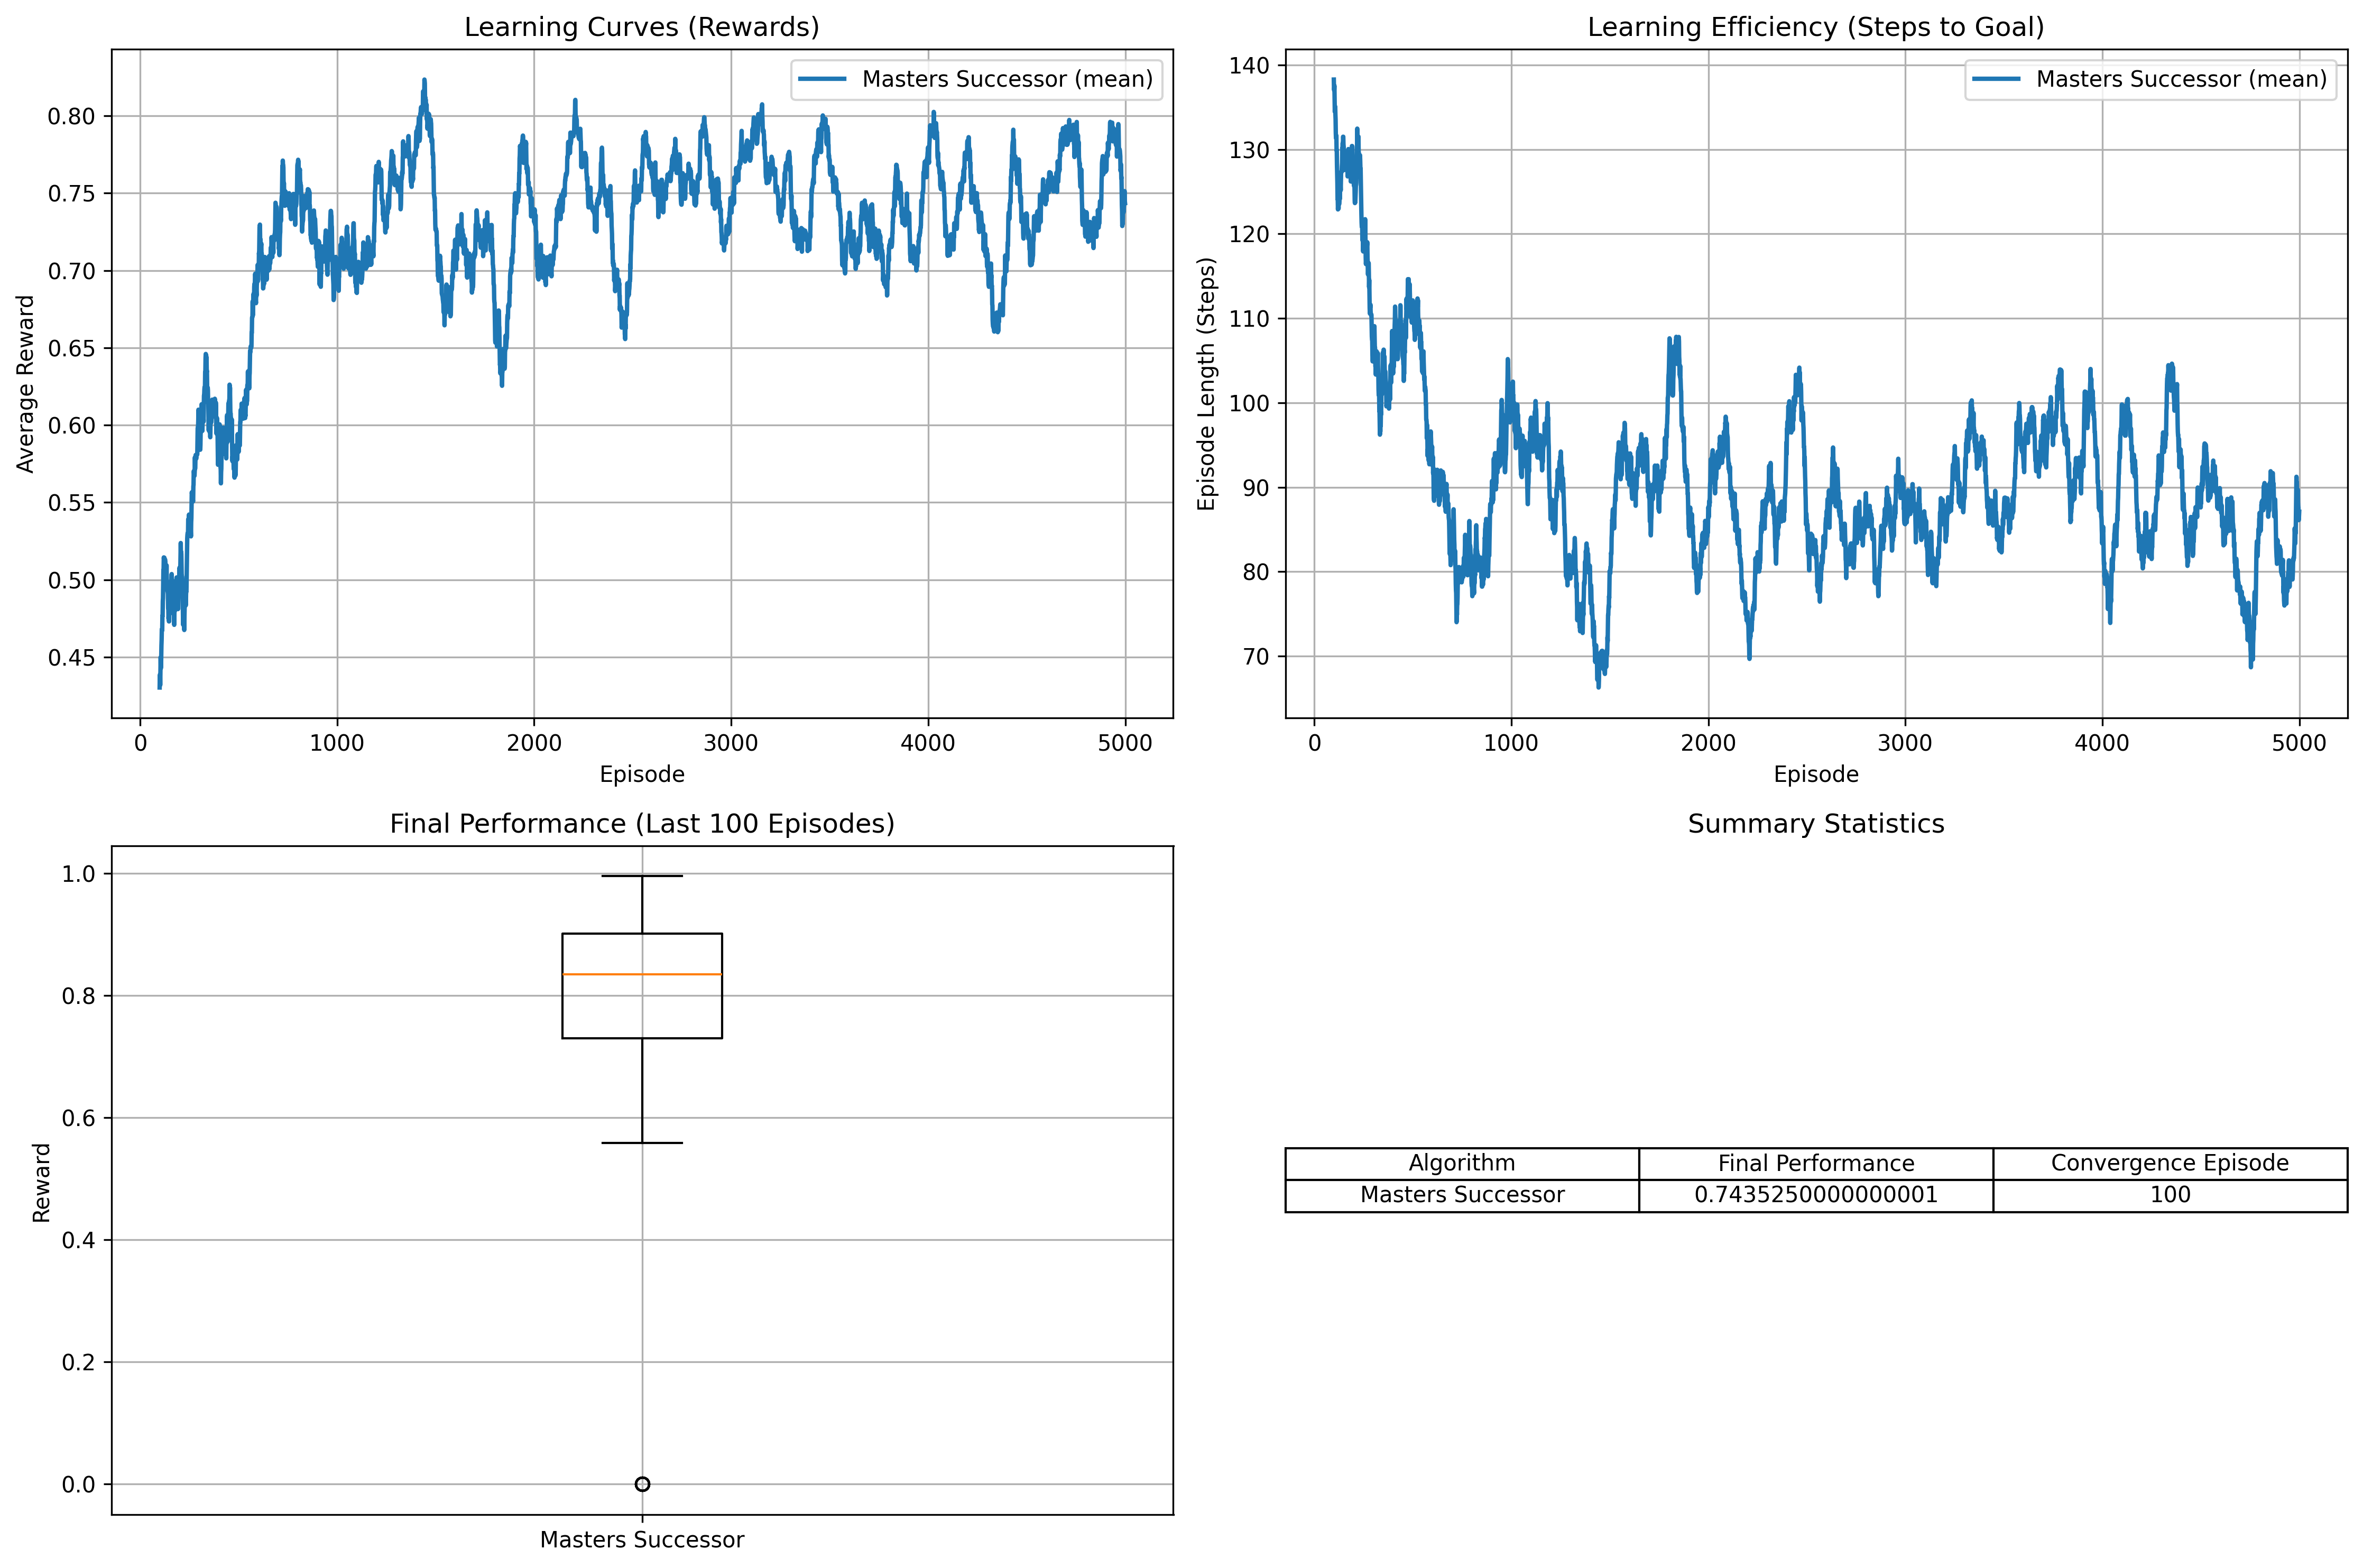 Learning Curves (Rewards)
Masters Successor (mean)
Average Reward
0.80
0.75
0.70
0.65
0.60
0.55
0.50
0.45
0 1000 2000 3000 4000 5000
Episode
Learning Efficiency (Steps to Goal)
Masters Successor (mean)
Episode Length (Steps)
140
130
120
110
100
90
80
70
0 1000 2000 3000 4000 5000
Episode
Final Performance (Last 100 Episodes)
Reward
1.0
0.8
0.6
0.4
0.2
0.0
Masters Successor
Summary Statistics
Algorithm Final Performance Convergence Episode
Masters Successor 0.7435250000000001 100